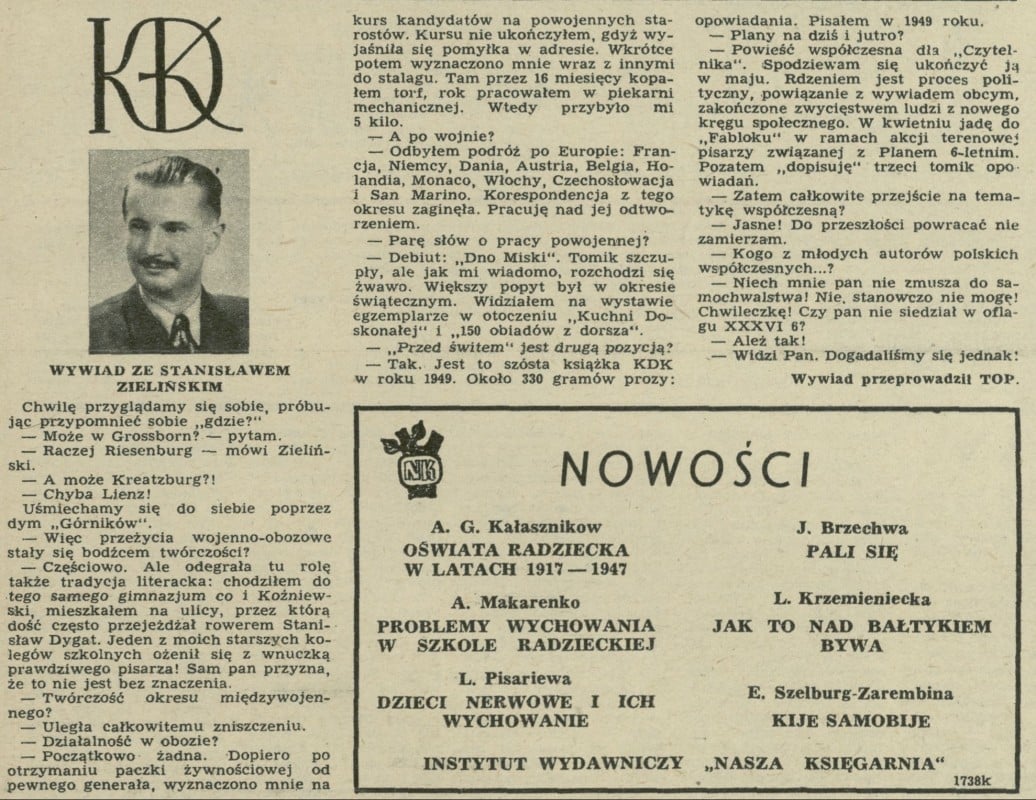 KDK
WYWIAD ZE STANISŁAWEM
ZIELIŃSKIM
Chwilę przyglądamy się sobie, próbu-
jąc przypomnieć sobie „gdzie?"
— Może w Grossborn? — pytam.
— Raczej Riesenburg — mówi Zieliń-
ski.
— A może Kreatzburg?!
— Chyba Lienz!
Uśmiechamy się do siebie poprzez
dym „Górników".
— Więc przeżycia wojenno-obozowe
stały się bodźcem twórczości?
— Częściowo. Ale odegrała tu rolę
także tradycja literacka: chodziłem do
tego samego gimnazjum co i Koźniew-
ski, mieszkałem na ulicy, przez którą
dość często przejeżdżał rowerem Stani-
sław Dygat. Jeden z moich starszych ko-
legów szkolnych ożenił się z wnuczką
prawdziwego pisarza! Sam pan przyzna,
że to nie jest bez znaczenia.
— Twórczość okresu międzywojen-
nego?
— Uległa całkowitemu zniszczeniu.
— Działalność w obozie?
— Początkowo żadna. Dopiero po
otrzymaniu paczki żywnościowej od
pewnego generała, wyznaczono mnie na
kurs kandydatów na powojennych sta-
rostów. Kursu nie ukończyłem, gdyż wy-
jaśniła się pomyłka w adresie. Wkrótce
potem wyznaczono mnie wraz z innymi
do stalagu. Tam przez 16 miesięcy kopa-
łem torf, rok pracowałem w piekarni
mechanicznej. Wtedy przybyło mi
5 kilo.
— A po wojnie?
— Odbyłem podróż po Europie: Fran-
cja, Niemcy, Dania, Austria, Belgia, Ho-
landia, Monaco, Włochy, Czechosłowacja
i San Marino. Korespondencja z tego
okresu zaginęła. Pracuję nad jej odtwo-
rzeniem.
— Parę słów o pracy powojennej?
— Debiut: „Dno Miski". Tomik szczu-
pły, ale jak mi wiadomo, rozchodzi się
żwawo. Większy popyt był w okresie
świątecznym. Widziałem na wystawie
egzemplarze w otoczeniu „Kuchni Do-
skonałej" i „150 obiadów z dorsza".
— „Przed świtem" jest drugą pozycją?
— Tak. Jest to szósta książka KDK
w roku 1949. Około 330 gramów prozy:
opowiadania. Pisałem w 1949 roku.
— Plany na dziś i jutro?
— Powieść współczesna dla „Czytel-
nika". Spodziewam się ukończyć ją
w maju. Rdzeniem jest proces poli-
tyczny, powiązanie z wywiadem obcym,
zakończone zwycięstwem ludzi z nowego
kręgu społecznego. W kwietniu jadę do
„Fabloku" w ramach akcji terenowej
pisarzy związanej z Planem 6-letnim.
Pozatem „dopisuję" trzeci tomik opo
wiadań.
— Zatem całkowite przejście na tema-
tykę współczesną?
— Jasne! Do przeszłości powracać nie
zamierzam.
— Kogo z młodych autorów polskich
współczesnych...?
— Niech mnie pan nie zmusza do sa-
mochwalstwa! Nie, stanowczo nie mogę!
Chwileczkę! Czy pan nie siedział w ofla-
gu XXXVI 6?
— Ależ tak!
— Widzi Pan. Dogadaliśmy się jednak!
Wywiad przeprowadził TOP.
NK
NOWOŚCI
A. G. Kałasznikow
OŚWIATA RADZIECKA
W LATACH 1917 — 1947
A. Makarenko
PROBLEMY WYCHOWANIA
W SZKOLE RADZIECKIEJ
L. Pisariewa
DZIECI NERWOWE I ICH
WYCHOWANIE
J. Brzechwa
PALI SIĘ
L. Krzemieniecka
JAK TO NAD BAŁTYKIEM
BYWA
E. Szelburg-Zarembina
KIJE SAMOBIJE
INSTYTUT WYDAWNICZY „NASZA KSIĘGARNIA"
1738k